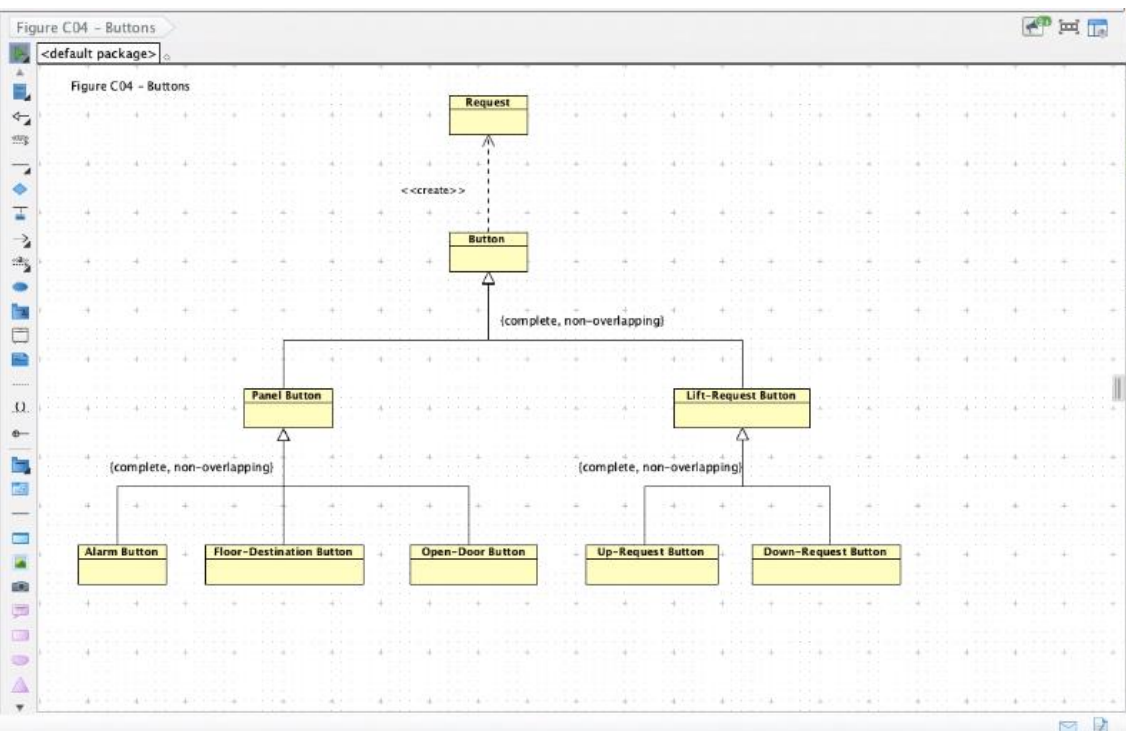 Figure C04 - Buttons
<default package>
Figure C04 - Buttons
Request
<<create>>
Button
{complete, non-overlapping}
Panel Button
Lift-Request Button
{complete, non-overlapping}
{complete, non-overlapping}
Alarm Button
Floor-Destination Button
Open-Door Button
Up-Request Button
Down-Request Button